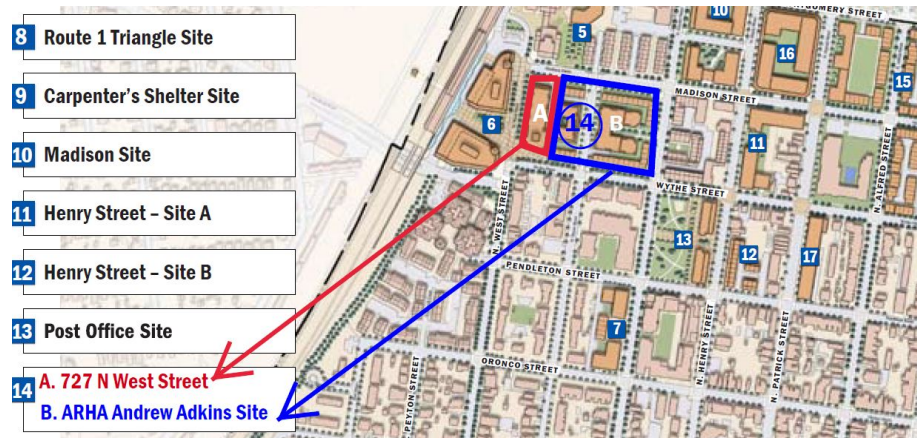 8 Route 1 Triangle Site
9 Carpenter's Shelter Site
10 Madison Site
11 Henry Street – Site A
12 Henry Street – Site B
13 Post Office Site
14 A. 727 N West Street
B. ARHA Andrew Adkins Site
10
5
16
15
MADISON STREET
A
14
B
6
11
N. ALFRED STREET
WYTHE STREET
N. WEST STREET
13
12
17
PENDLETON STREET
7
N. HENRY STREET
N. PATRICK STREET
ORONCO STREET
N. PEYTON STREET